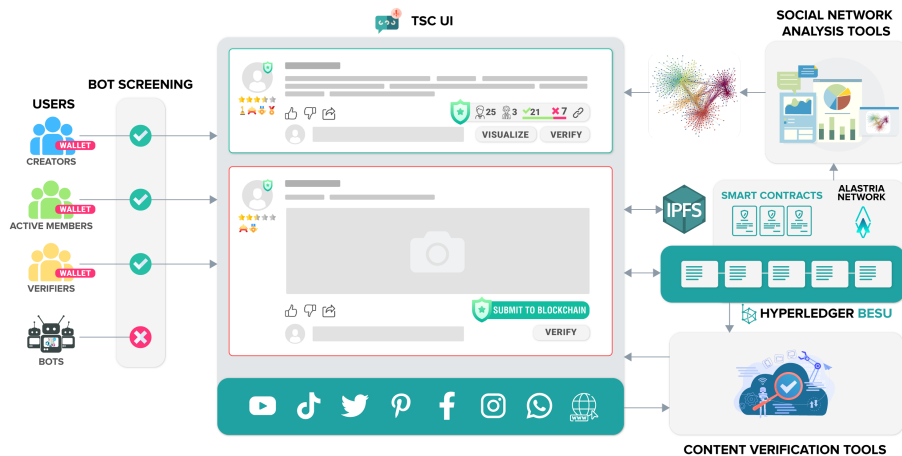 TSC UI
SOCIAL NETWORK
ANALYSIS TOOLS
BOT SCREENING
USERS
WALLET
CREATORS
WALLET
ACTIVE MEMBERS
WALLET
VERIFIERS
BOTS
25
3
21
7
VISUALIZE
VERIFY
SUBMIT TO BLOCKCHAIN
VERIFY
IPFS
SMART CONTRACTS
ALASTRIA
NETWORK
HYPERLEDGER BESU
WWW
CONTENT VERIFICATION TOOLS